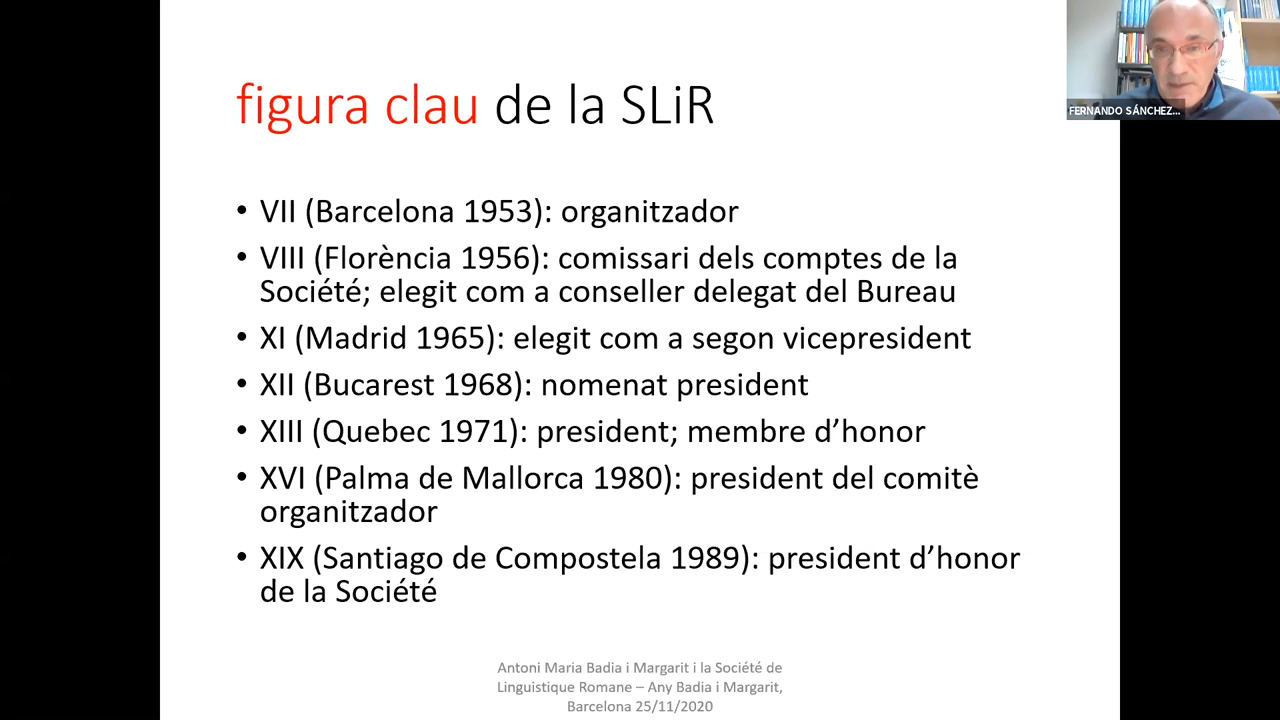 figura clau de la SLiR
FERNANDO SÁNCHEZ...
• VII (Barcelona 1953): organitzador
• VIII (Florència 1956): comissari dels comptes de la
Société; elegit com a conseller delegat del Bureau
• XI (Madrid 1965): elegit com a segon vicepresident
• XII (Bucarest 1968): nomenat president
• XIII (Quebec 1971): president; membre d’honor
• XVI (Palma de Mallorca 1980): president del comitè
organitzador
• XIX (Santiago de Compostela 1989): president d’honor
de la Société
Antoni Maria Badia i Margarit i la Société de
Linguistique Romane – Any Badia i Margarit,
Barcelona 25/11/2020